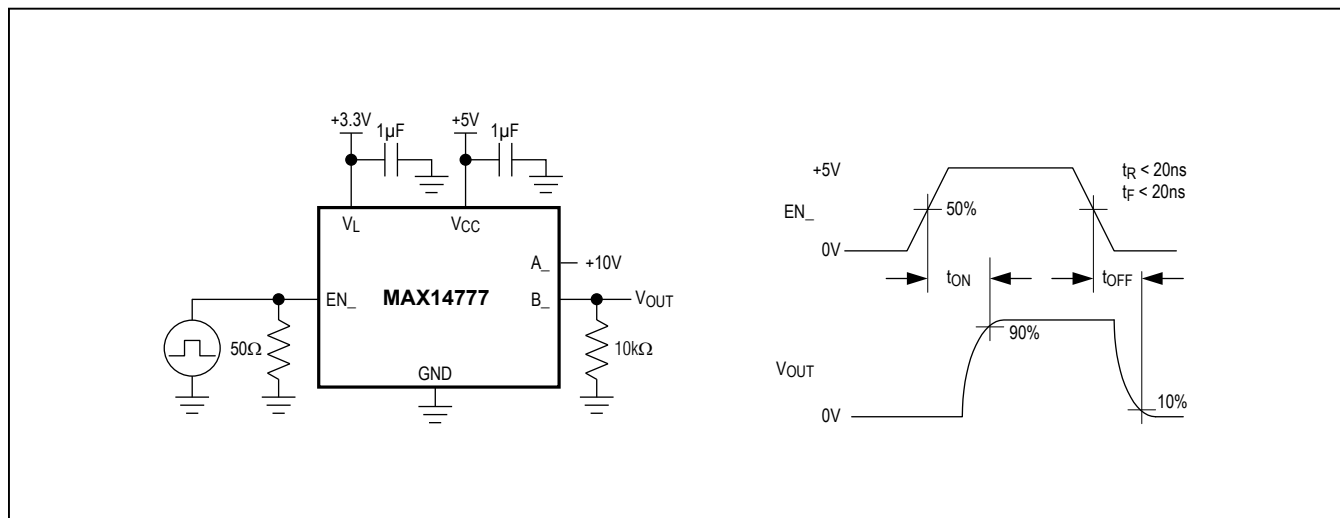 +3.3V
1µF
+5V
1µF
VL
VCC
A_
+10V
EN_
MAX14777
B_
VOUT
50Ω
10kΩ
GND
+5V
tR < 20ns
tF < 20ns
EN_
50%
0V
tON
tOFF
90%
VOUT
10%
0V